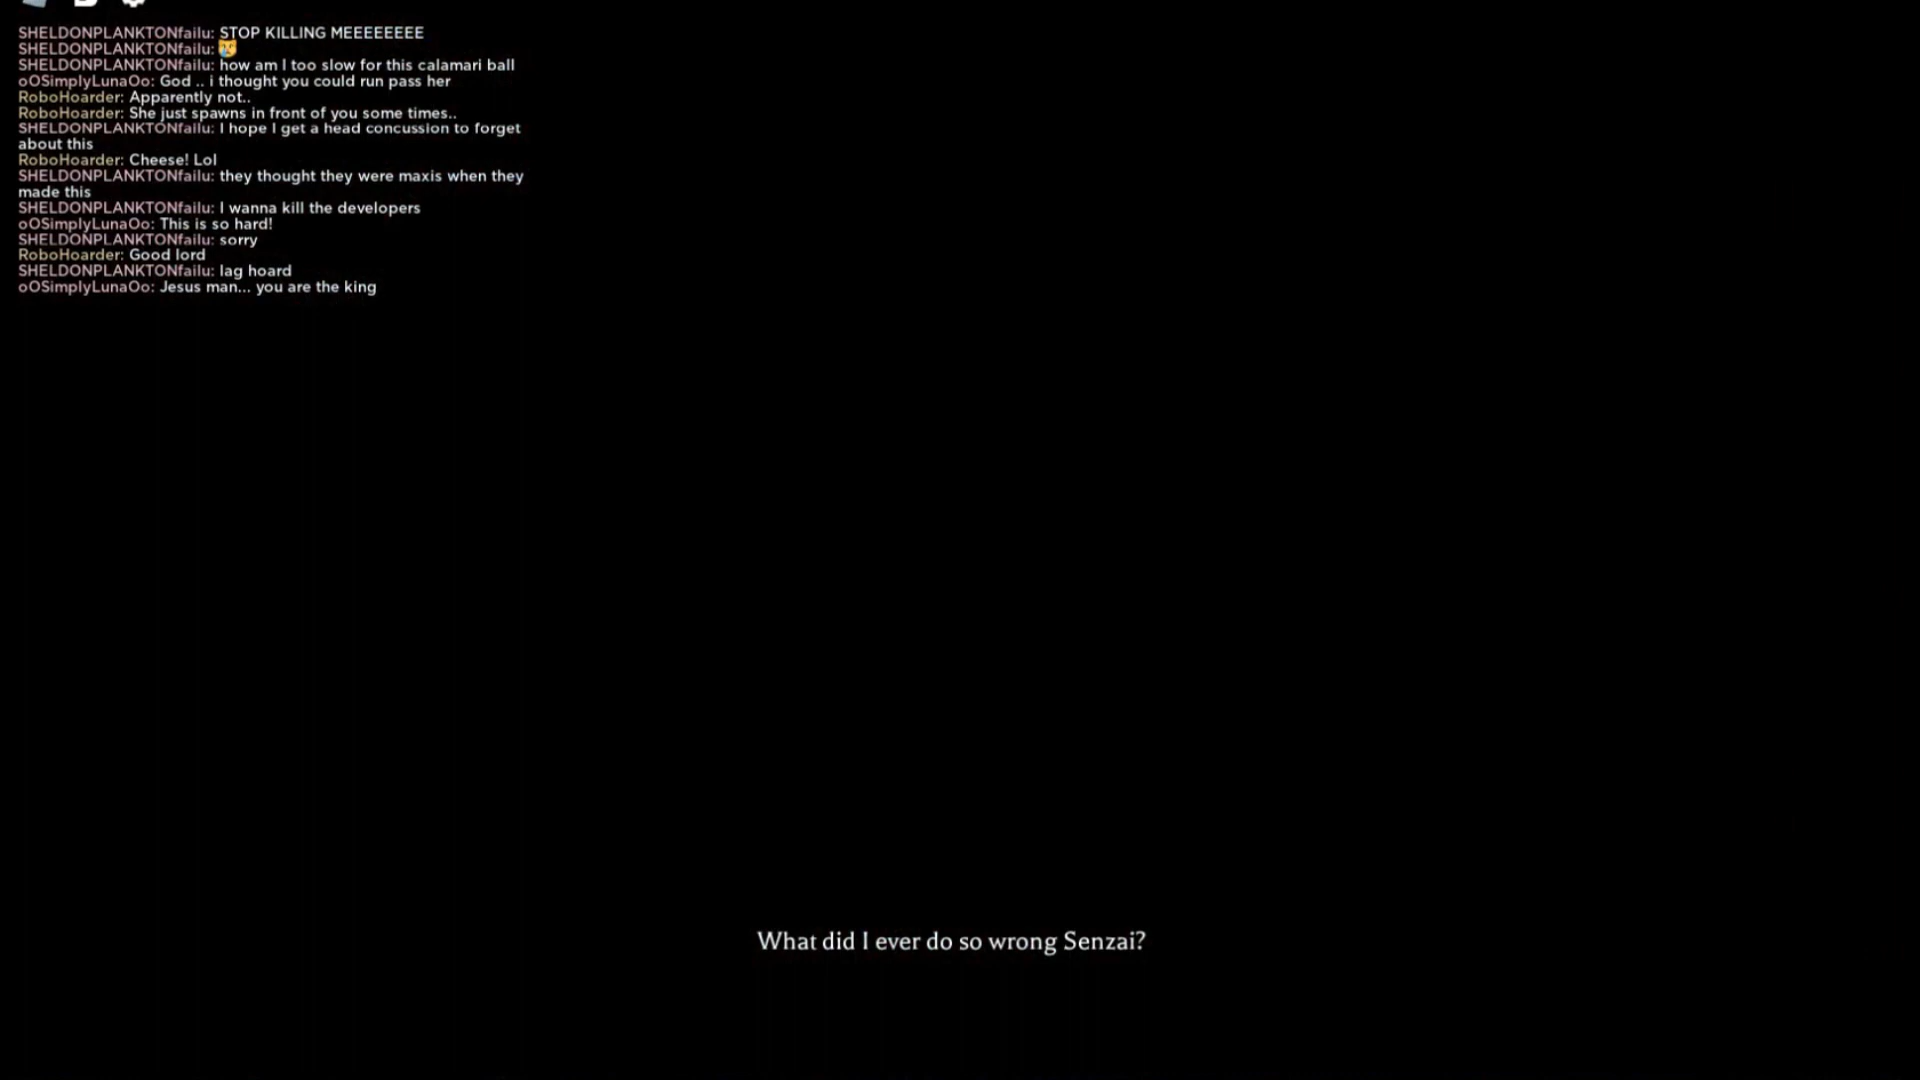 SHELDONPLANKTONfailu: STOP KILLING MEEEEEEEE
SHELDONPLANKTONfailu: 😿
SHELDONPLANKTONfailu: how am I too slow for this calamari ball
oOSimplyLunaOo: God .. i thought you could run pass her
RoboHoarder: Apparently not..
RoboHoarder: She just spawns in front of you some times..
SHELDONPLANKTONfailu: I hope I get a head concussion to forget
about this
RoboHoarder: Cheese! Lol
SHELDONPLANKTONfailu: they thought they were maxis when they
made this
SHELDONPLANKTONfailu: I wanna kill the developers
oOSimplyLunaOo: This is so hard!
SHELDONPLANKTONfailu: sorry
RoboHoarder: Good lord
SHELDONPLANKTONfailu: lag hoard
oOSimplyLunaOo: Jesus man... you are the king
What did I ever do so wrong Senzai?